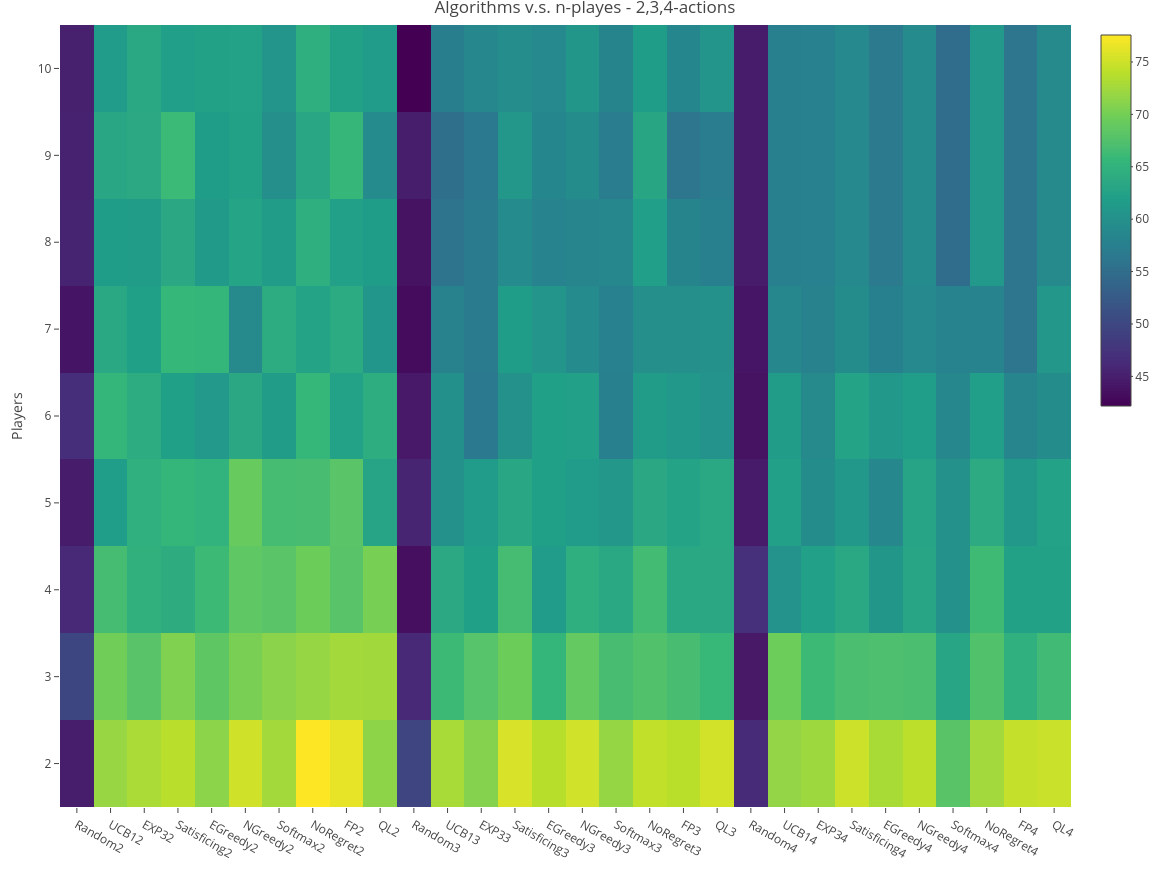 Algorithms v.s. n-playes - 2,3,4-actions
Players
10
9
8
7
6
5
4
3
2
Random2
UCB12
EXP32
Satisficing2
EGreedy2
NGreedy2
Softmax2
NoRegret2
FP2
QL2
Random3
UCB13
EXP33
Satisficing3
EGreedy3
NGreedy3
Softmax3
NoRegret3
FP3
QL3
Random4
UCB14
EXP34
Satisficing4
EGreedy4
NGreedy4
Softmax4
NoRegret4
FP4
QL4
75
70
65
60
55
50
45